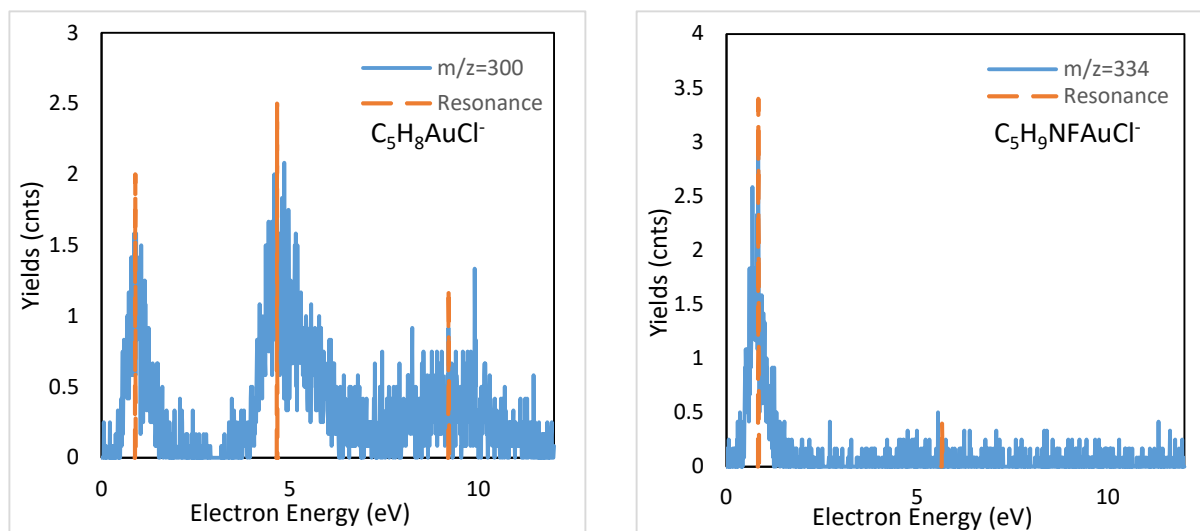 3
2.5
2
1.5
1
0.5
0
0
5
10
Yields (cnts)
Electron Energy (eV)
m/z=300
Resonance
C₅H₈AuCl⁻
4
3.5
3
2.5
2
1.5
1
0.5
0
0
5
10
Yields (cnts)
Electron Energy (eV)
m/z=334
Resonance
C₅H₉NFAuCl⁻